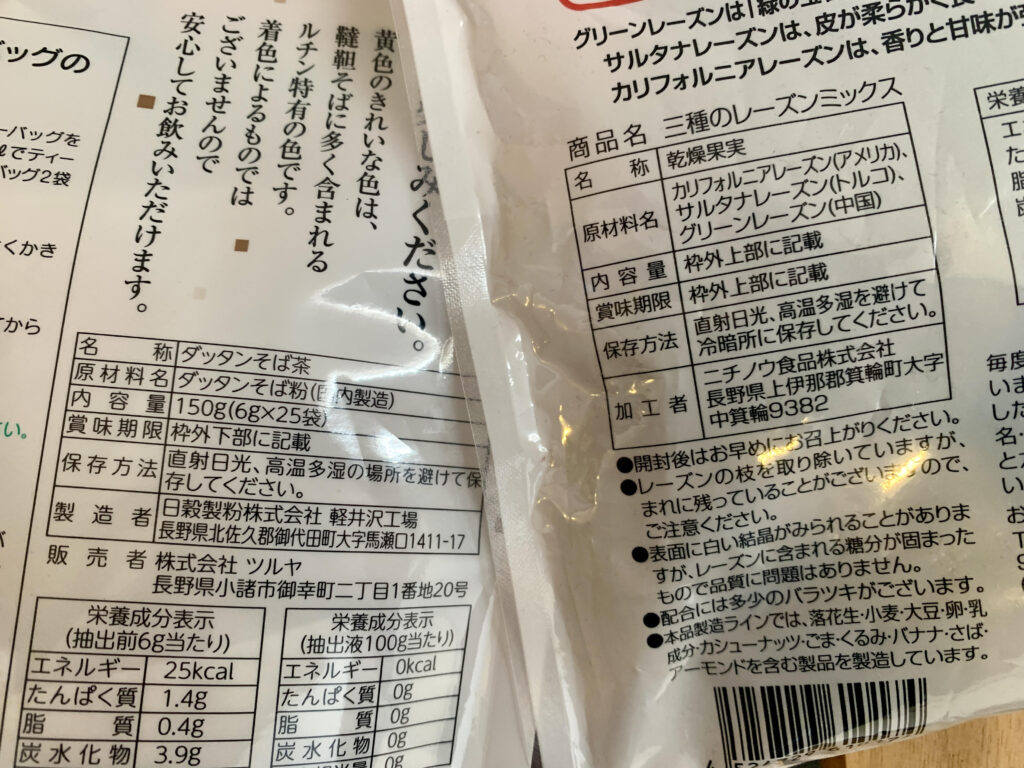 バッグの
ーバッグを
でティー
バッグ2袋
くかき
てから
さい。
しみください。
黄色のきれいな色は、
韃靼そばに多く含まれる
ルチン特有の色です。
着色によるものでは
ございませんので
安心してお飲みいただけます。
名称 ダッタンそば茶
原材料名 ダッタンそば粉(国内製造)
内容量 150g(6g×25袋)
賞味期限 枠外下部に記載
保存方法 直射日光、高温多湿の場所を避けて保
存してください。
製造者 日穀製粉株式会社 軽井沢工場
長野県北佐久郡御代田町大字馬瀬口1411-17
販売者 株式会社 ツルヤ
長野県小諸市御幸町二丁目1番地20号
栄養成分表示
(抽出前6g当たり)
エネルギー 25kcal
たんぱく質 1.4g
脂質 0.4g
炭水化物 3.9g
栄養成分表示
(抽出液100g当たり)
エネルギー 0kcal
たんぱく質 0g
脂質 0g
炭水化物 0g
グリーンレーズンは「緑の
サルタナレーズンは、皮が柔らかく
カリフォルニアレーズンは、香りと甘味が
商品名 三種のレーズンミックス
名称 乾燥果実
原材料名 カリフォルニアレーズン(アメリカ)、
サルタナレーズン(トルコ)、
グリーンレーズン(中国)
内容量 枠外上部に記載
賞味期限 枠外上部に記載
保存方法 直射日光、高温多湿を避けて
冷暗所に保存してください。
加工者 ニチノウ食品株式会社
長野県上伊那郡箕輪町大字
中箕輪9382
●開封後はお早めにお召上がりください。
●レーズンの枝を取り除いていますが、
まれに残っていることがございますので、
ご注意ください。
●表面に白い結晶がみられることがありま
すが、レーズンに含まれる糖分が固まった
もので品質に問題はありません。
●配合には多少のバラツキがございます。
●本品製造ラインでは、落花生・小麦・大豆・卵・乳
成分・カシューナッツ・ごま・くるみ・バナナ・さば・
アーモンドを含む製品を製造しています。
栄養
エ
た
脂
炭
毎度
いま
した
名・
と
い
お
T
9